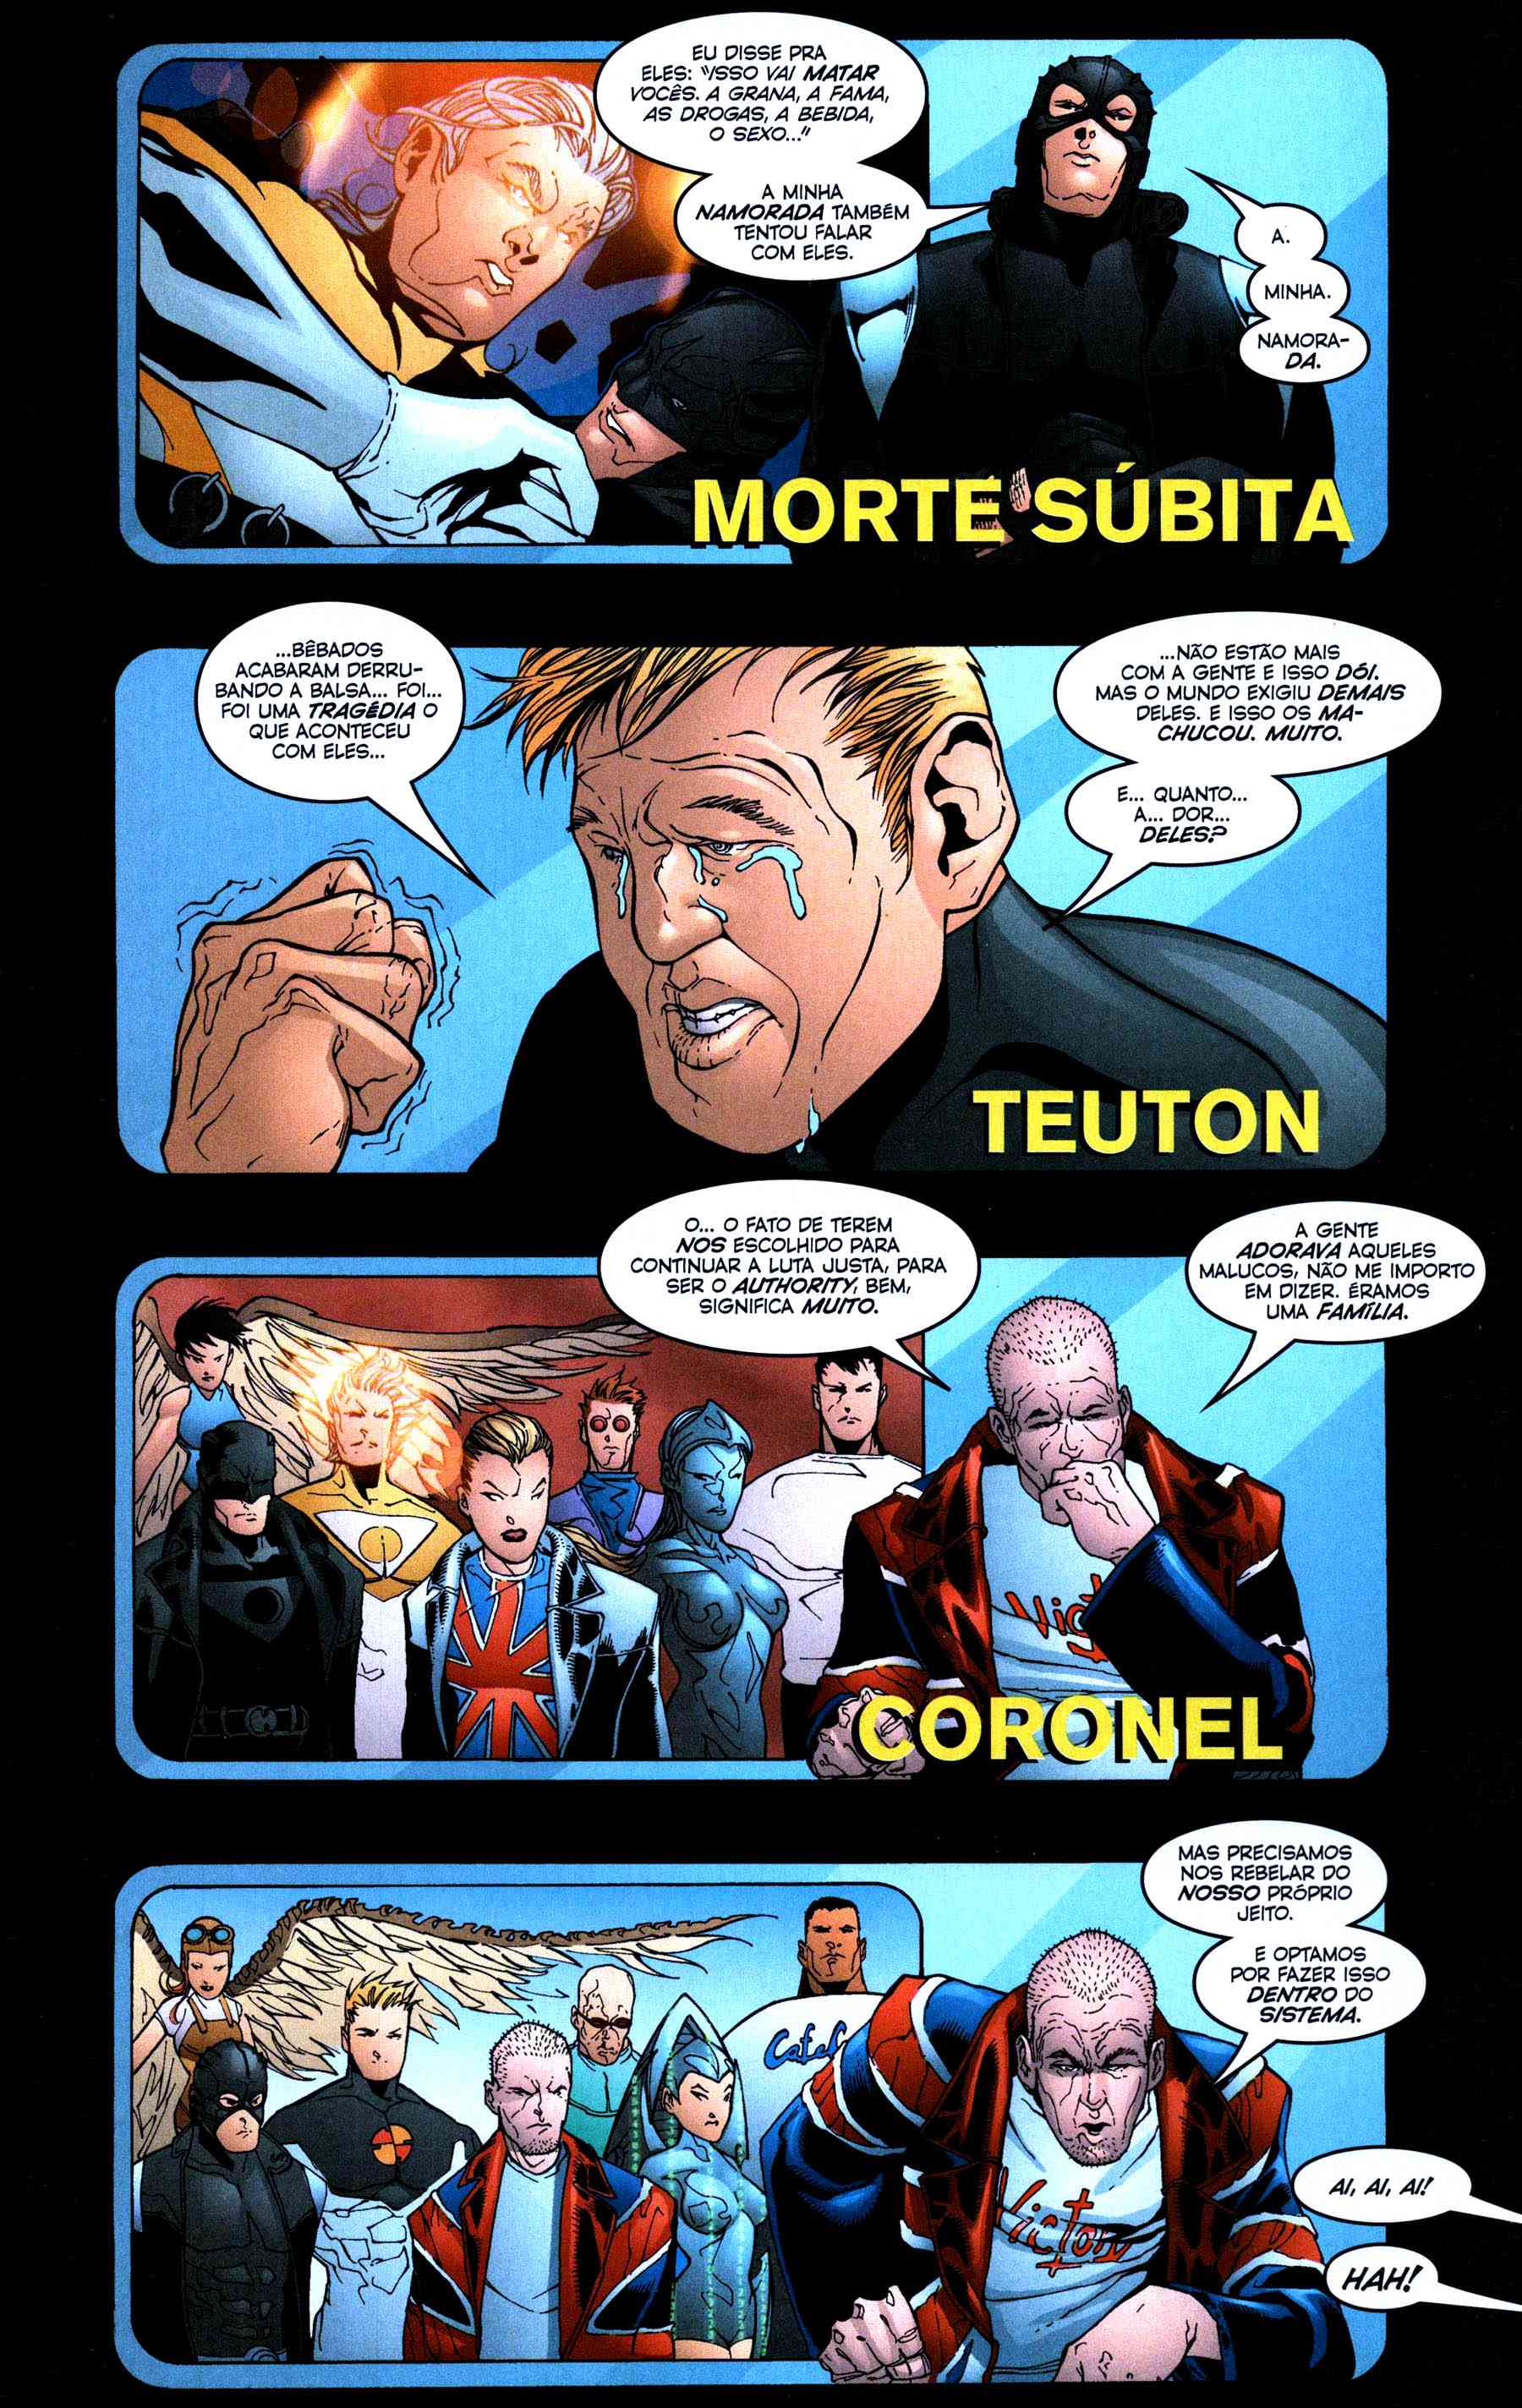 EU DISSE PRA
ELES: “ISSO VAI MATAR
VOCÊS. A GRANA, A FAMA,
AS DROGAS, A BEBIDA,
O SEXO...”
A MINHA
NAMORADA TAMBÉM
TENTOU FALAR
COM ELES.
A.
MINHA.
NAMORA-
DA.
MORTE SÚBITA
...BÊBADOS
ACABARAM DERRU-
BANDO A BALSA... FOI...
FOI UMA TRAGÉDIA O
QUE ACONTECEU
COM ELES...
...NÃO ESTÃO MAIS
COM A GENTE E ISSO DÓI.
MAS O MUNDO EXIGIU DEMAIS
DELES. E ISSO OS MA-
CHUCOU. MUITO.
E... QUANTO...
A... DOR...
DELES?
TEUTON
O... O FATO DE TEREM
NOS ESCOLHIDO PARA
CONTINUAR A LUTA JUSTA, PARA
SER O AUTHORITY, BEM,
SIGNIFICA MUITO.
A GENTE
ADORAVA AQUELES
MALUCOS, NÃO ME IMPORTO
EM DIZER. ÉRAMOS
UMA FAMÍLIA.
CORONEL
MAS PRECISAMOS
NOS REBELAR DO
NOSSO PRÓPRIO
JEITO.
E OPTAMOS
POR FAZER ISSO
DENTRO DO
SISTEMA.
AI, AI, AI!
HAH!